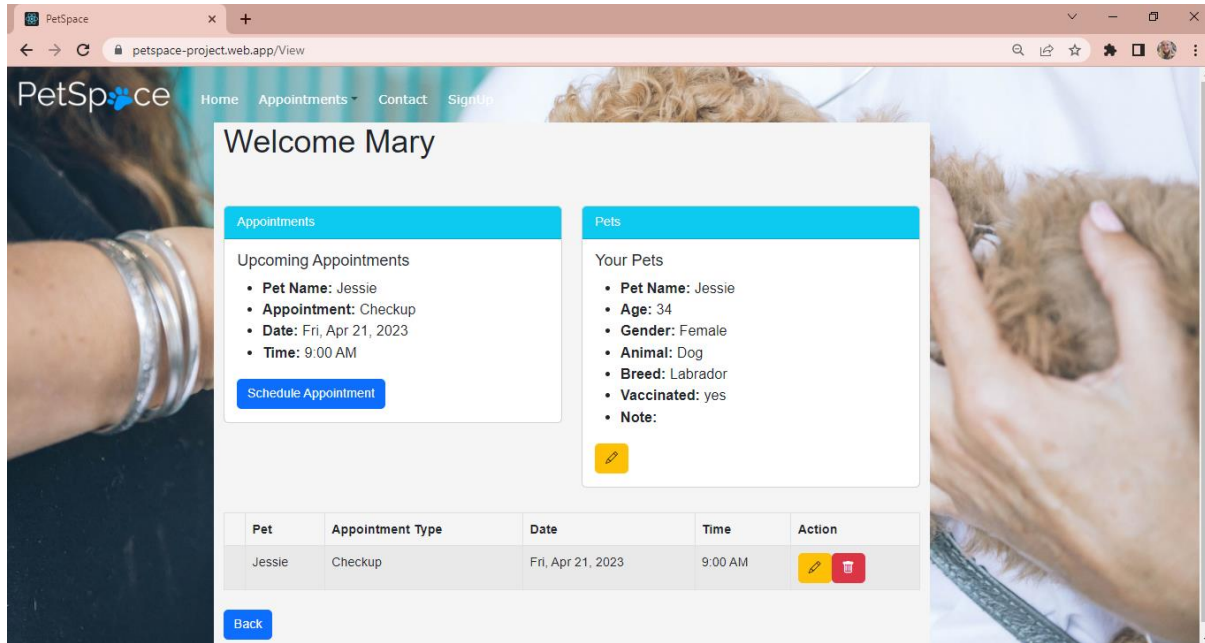 PetSpace
petspace-project.web.app/View
PetSp ce
Home Appointments Contact SignUp
Welcome Mary
Appointments
Upcoming Appointments
• Pet Name: Jessie
• Appointment: Checkup
• Date: Fri, Apr 21, 2023
• Time: 9:00 AM
Schedule Appointment
Pets
Your Pets
• Pet Name: Jessie
• Age: 34
• Gender: Female
• Animal: Dog
• Breed: Labrador
• Vaccinated: yes
• Note:
Pet Appointment Type Date Time Action
Jessie Checkup Fri, Apr 21, 2023 9:00 AM
Back